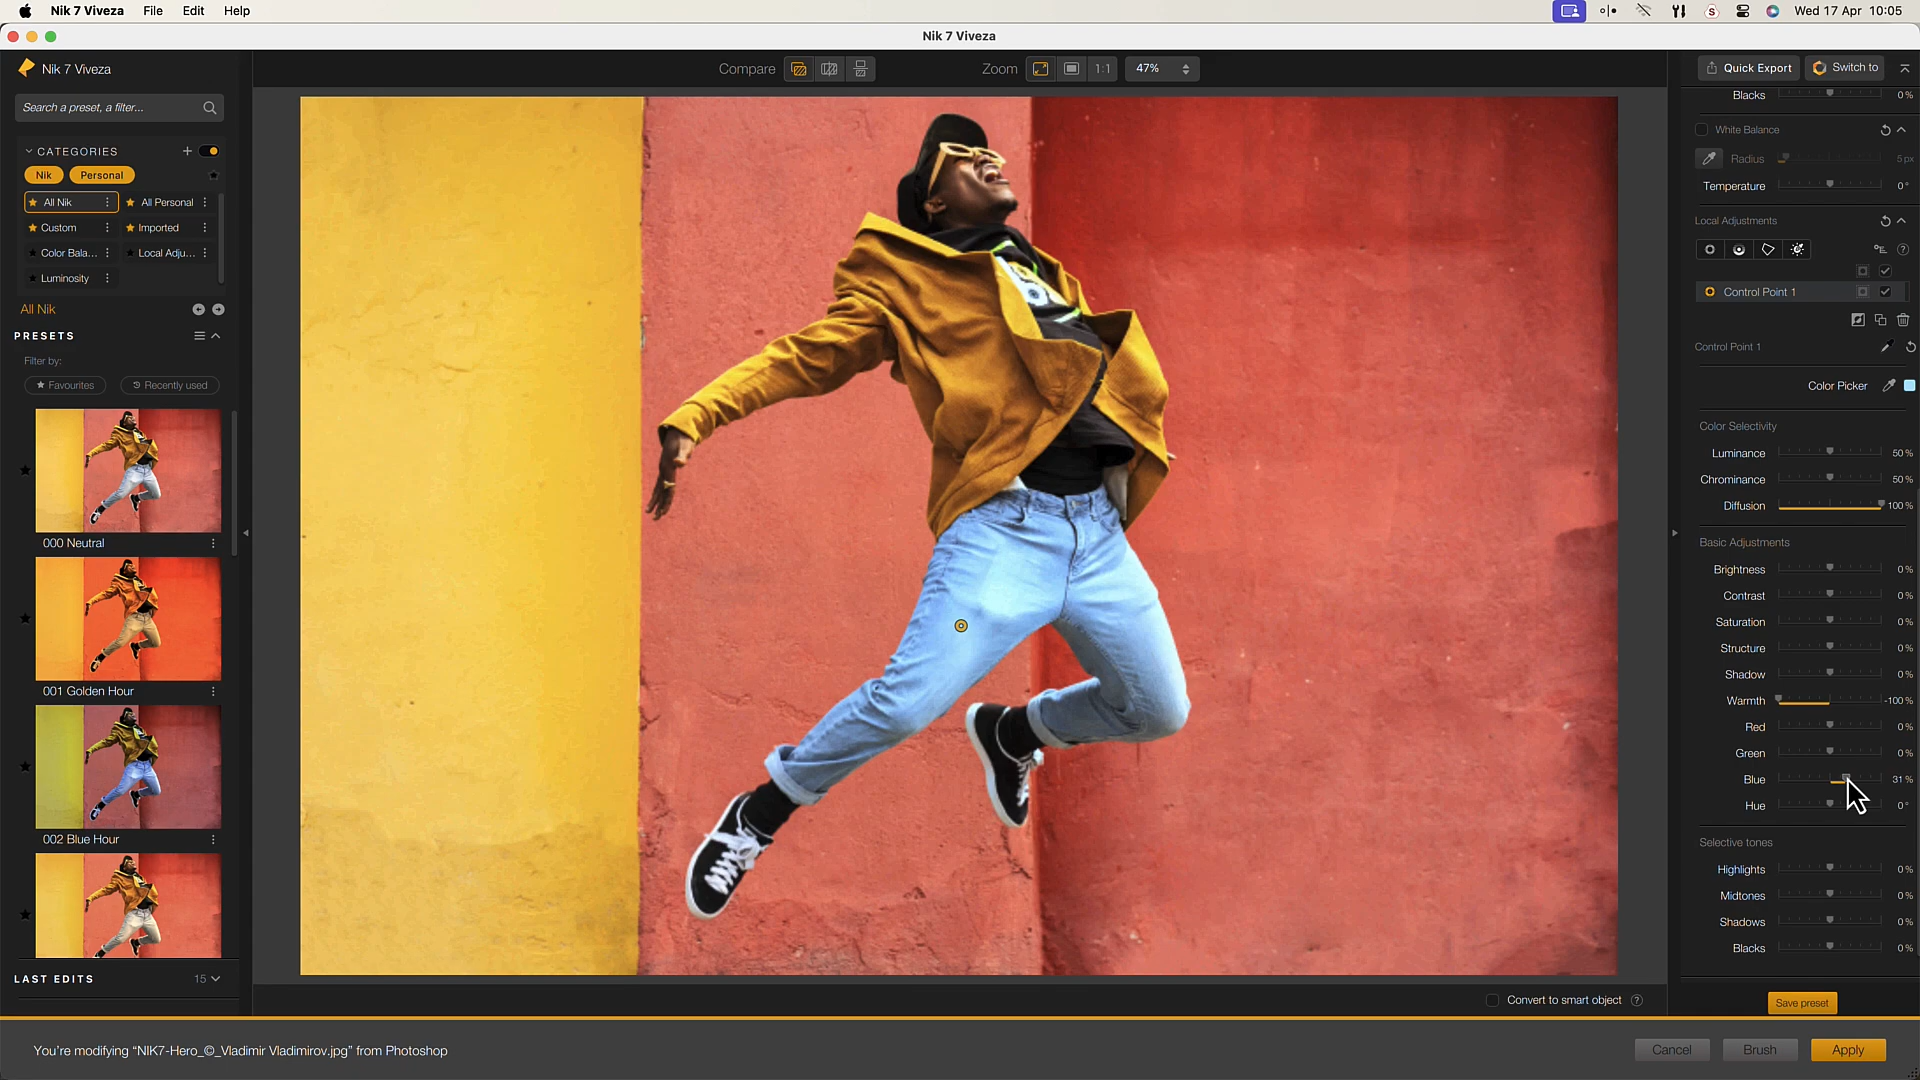 Nik 7 Viveza File Edit Help
Wed 17 Apr 10:05
Nik 7 Viveza
Nik 7 Viveza
Compare
Zoom
1:1
47%
Quick Export
Switch to
Search a preset, a filter...
CATEGORIES
Nik
Personal
All Nik
All Personal
Custom
Imported
Color Bala...
Local Adju...
Luminosity
All Nik
PRESETS
Filter by:
Favourites
Recently used
000 Neutral
001 Golden Hour
002 Blue Hour
LAST EDITS
15
Blacks 0%
White Balance
Radius 5px
Temperature 0°
Local Adjustments
Control Point 1
Control Point 1
Color Picker
Color Selectivity
Luminance 50%
Chrominance 50%
Diffusion 100%
Basic Adjustments
Brightness 0%
Contrast 0%
Saturation 0%
Structure 0%
Shadow 0%
Warmth -100%
Red 0%
Green 0%
Blue 31%
Hue 0°
Selective tones
Highlights 0%
Midtones 0%
Shadows 0%
Blacks 0%
Convert to smart object
Save preset
You're modifying "NIK7-Hero_©_Vladimir Vladimirov.jpg" from Photoshop
Cancel
Brush
Apply